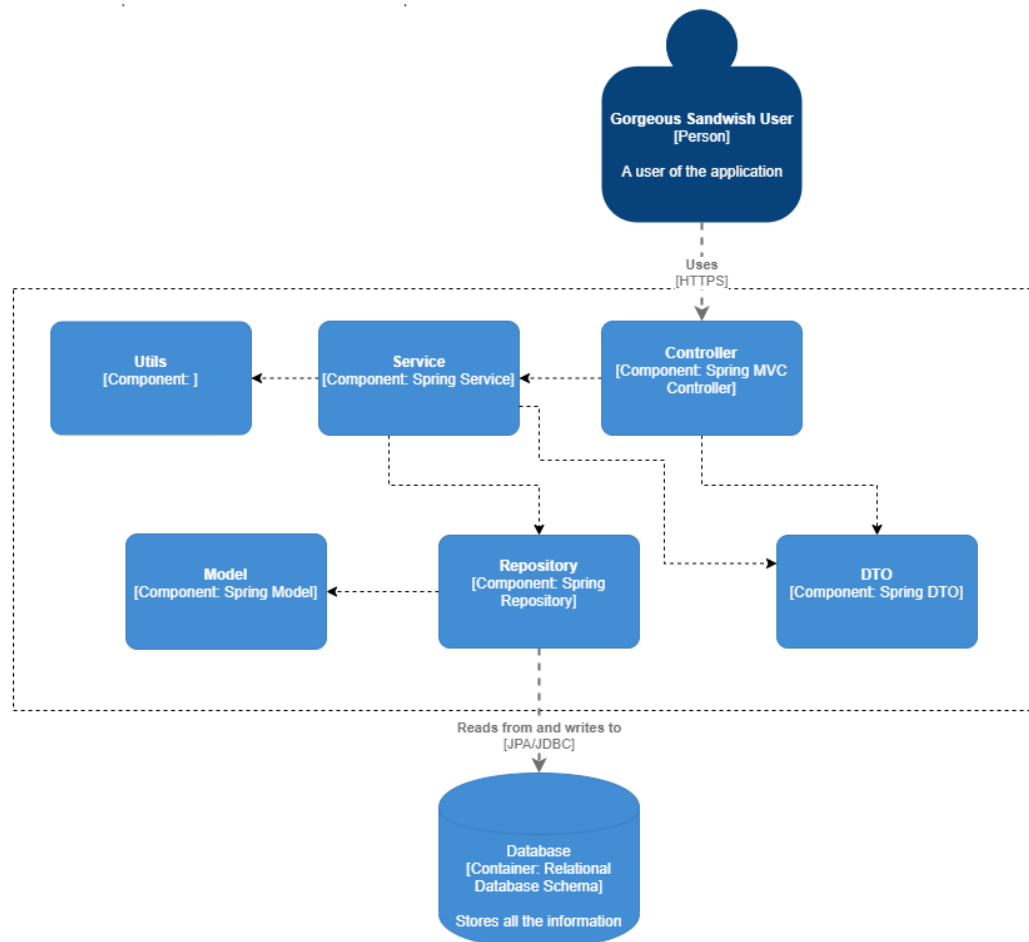 Gorgeous Sandwish User
[Person]
A user of the application
Uses
[HTTPS]
Utils
[Component: ]
Service
[Component: Spring Service]
Controller
[Component: Spring MVC
Controller]
Model
[Component: Spring Model]
Repository
[Component: Spring
Repository]
DTO
[Component: Spring DTO]
Reads from and writes to
[JPA/JDBC]
Database
[Container: Relational
Database Schema]
Stores all the information